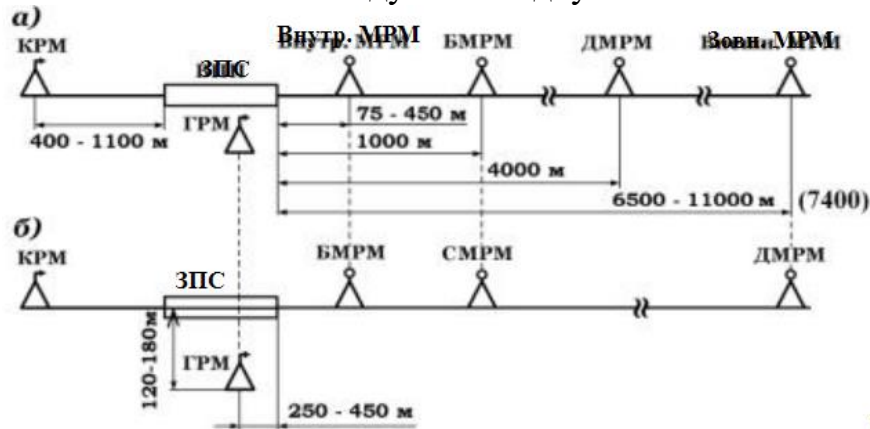 а)
КРМ
ЗПС
Внутр. МРМ
БМРМ
ДМРМ
Зовн. МРМ
ГРМ
75 - 450 м
400 - 1100 м
1000 м
4000 м
6500 - 11000 м (7400)
б)
КРМ
ЗПС
БМРМ
СМРМ
ДМРМ
120-180м
ГРМ
250 - 450 м